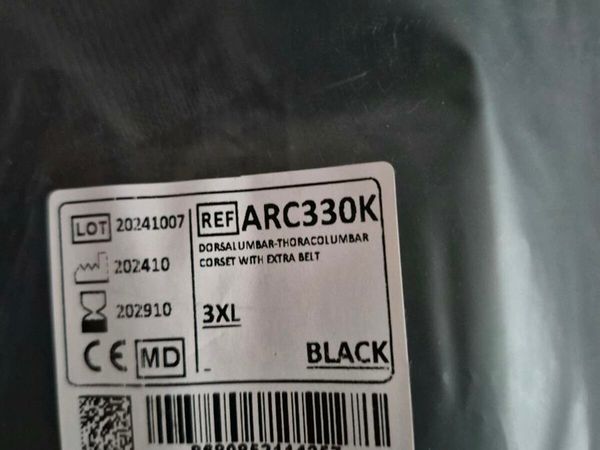 LOT 20241007
202410
202910
CE MD
REF ARC330K
DORSALUMBAR-THORACOLUMBAR
CORSET WITH EXTRA BELT
3XL
BLACK